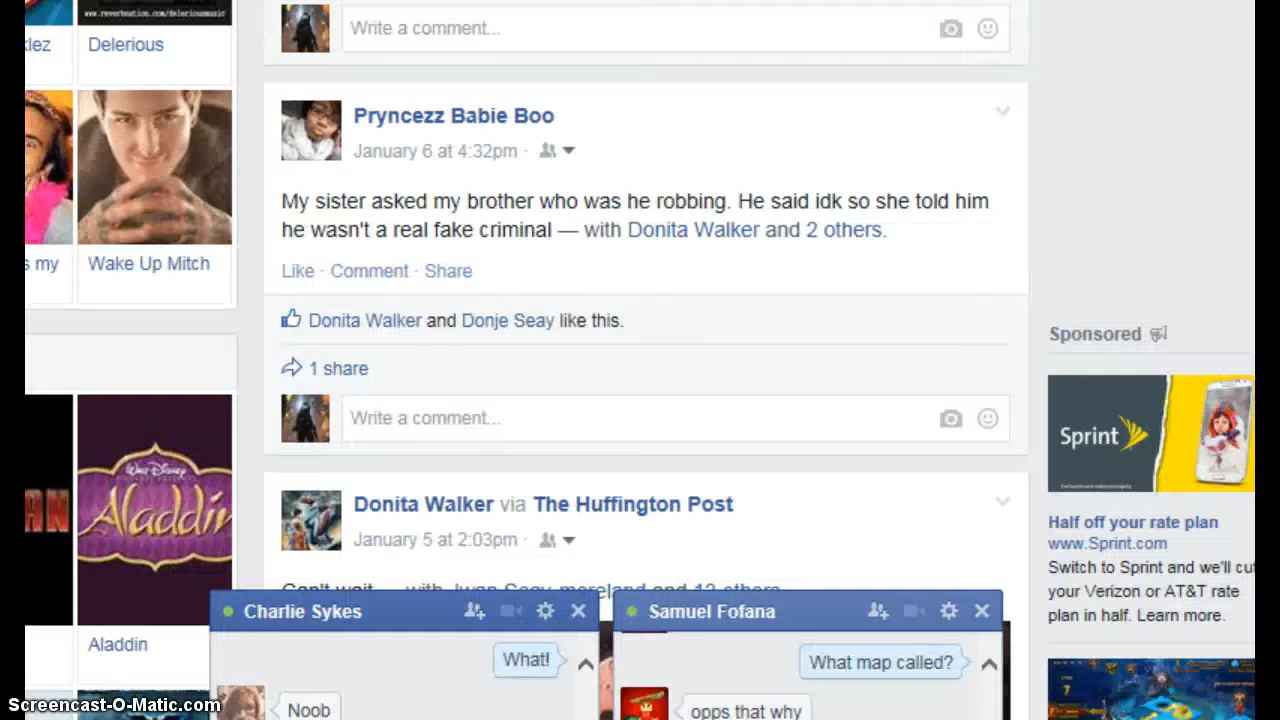 www.reverbnation.com/deleriousmusic
Delerious
Write a comment...
Pryncezz Babie Boo
January 6 at 4:32pm ·
My sister asked my brother who was he robbing. He said idk so she told him
he wasn't a real fake criminal — with Donita Walker and 2 others.
Like · Comment · Share
Donita Walker and Donje Seay like this.
1 share
Write a comment...
s my
Wake Up Mitch
Walt Disney
Aladdin
Aladdin
Donita Walker via The Huffington Post
January 5 at 2:03pm ·
Can't wait — with Jwan Seay moreland and 12 others.
Sponsored
Sprint
Half off your rate plan
www.Sprint.com
Switch to Sprint and we'll cut
your Verizon or AT&T rate
plan in half. Learn more.
Charlie Sykes
What!
Noob
Samuel Fofana
What map called?
opps that why
Screencast-O-Matic.com